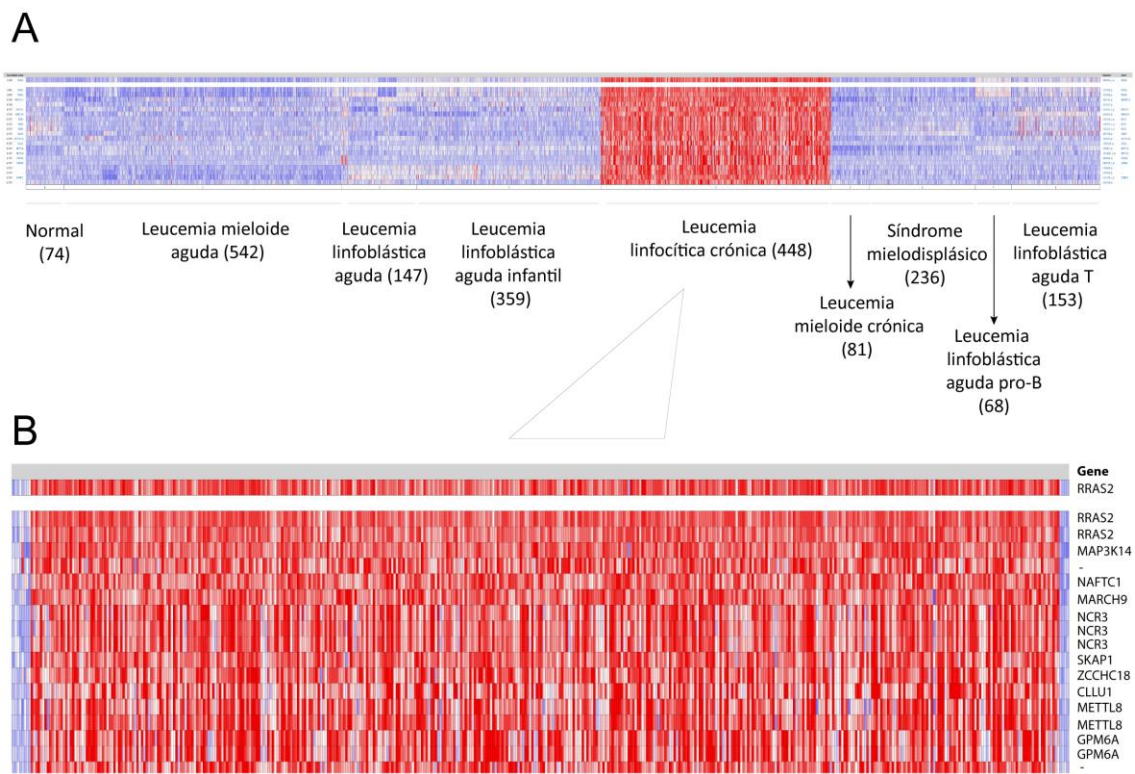 A
Normal
(74)
Leucemia mieloide
aguda (542)
Leucemia
linfoblástica
aguda (147)
Leucemia
linfoblástica
aguda infantil
(359)
Leucemia
linfocítica crónica (448)
Leucemia
mieloide crónica
(81)
Síndrome
mielodisplásico
(236)
Leucemia
linfoblástica
aguda pro-B
(68)
Leucemia
linfoblástica
aguda T
(153)
B
Gene
RRAS2
RRAS2
RRAS2
MAP3K14
-
NAFTC1
MARCH9
NCR3
NCR3
NCR3
SKAP1
ZCCHC18
CLLU1
METTL8
METTL8
GPM6A
GPM6A
-